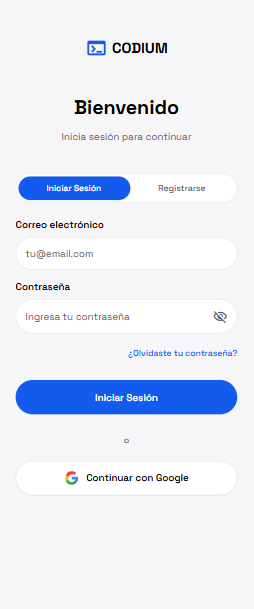 CODIUM
Bienvenido
Inicia sesión para continuar
Iniciar Sesión
Registrarse
Correo electrónico
tu@email.com
Contraseña
Ingresa tu contraseña
¿Olvidaste tu contraseña?
Iniciar Sesión
o
Continuar con Google